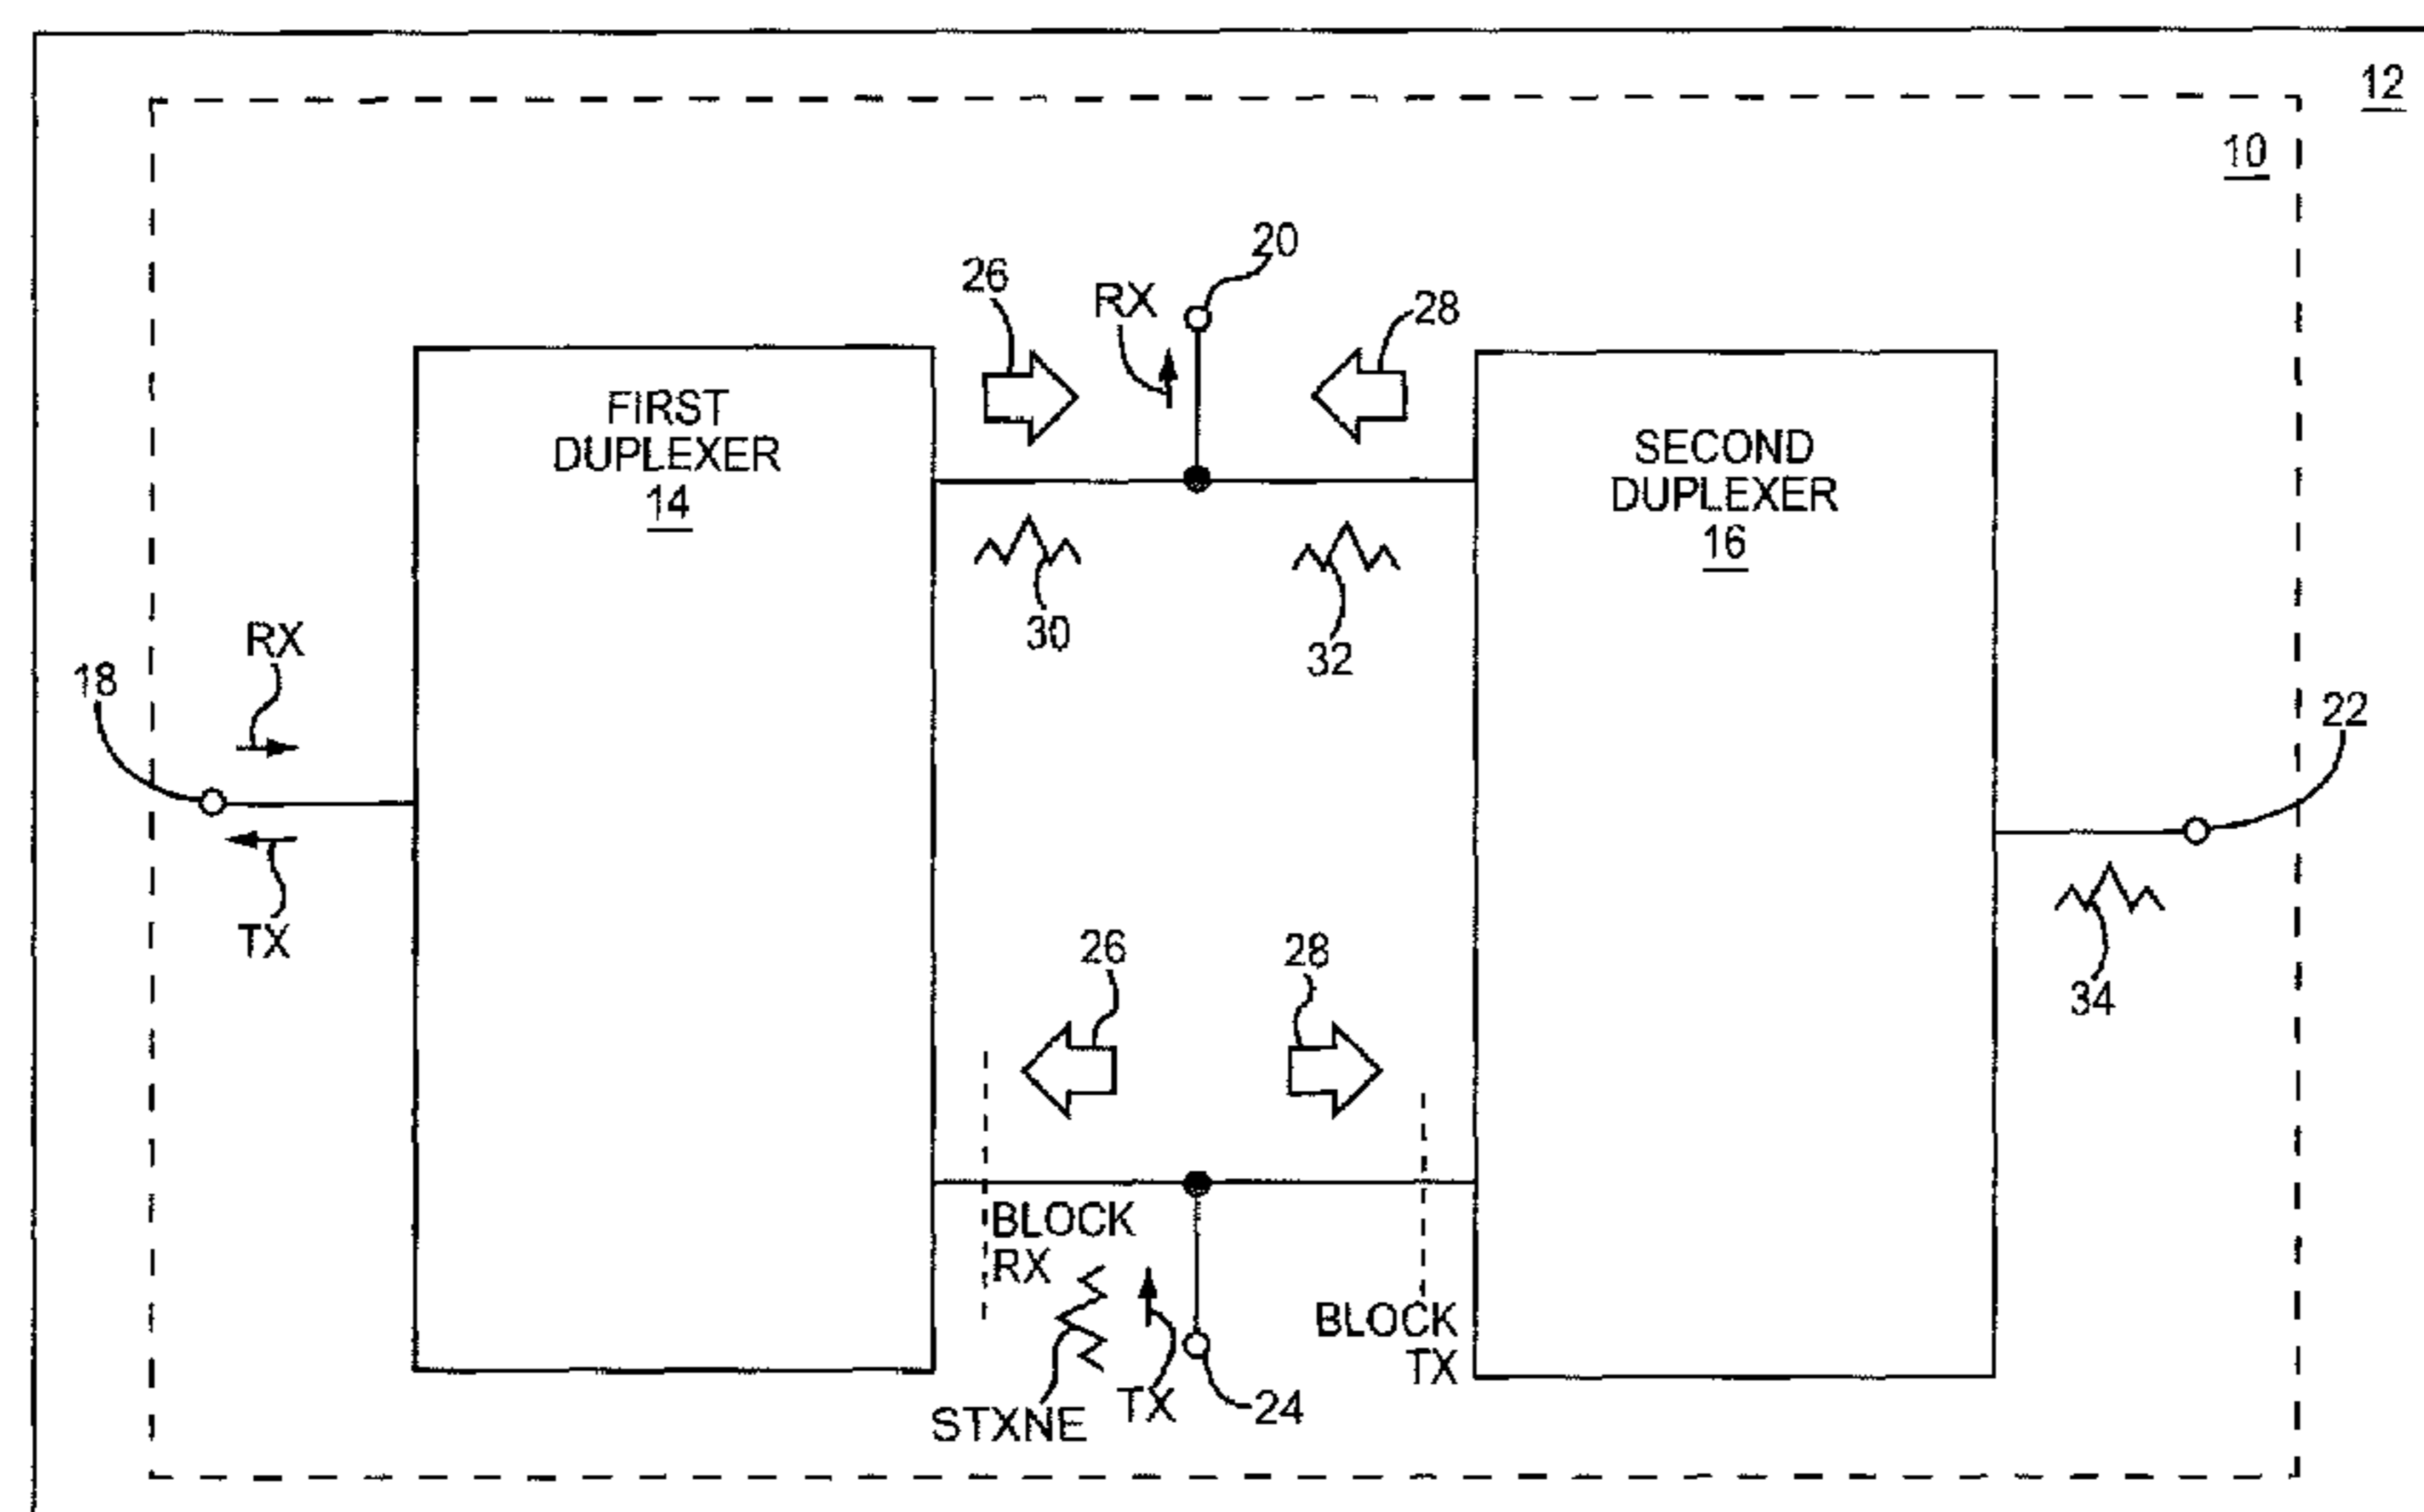 12
10
20
26
RX
28
FIRST
DUPLEXER
14
SECOND
DUPLEXER
16
30
32
RX
18
22
TX
26
28
34
BLOCK
RX
BLOCK
TX
STXNE
TX
24